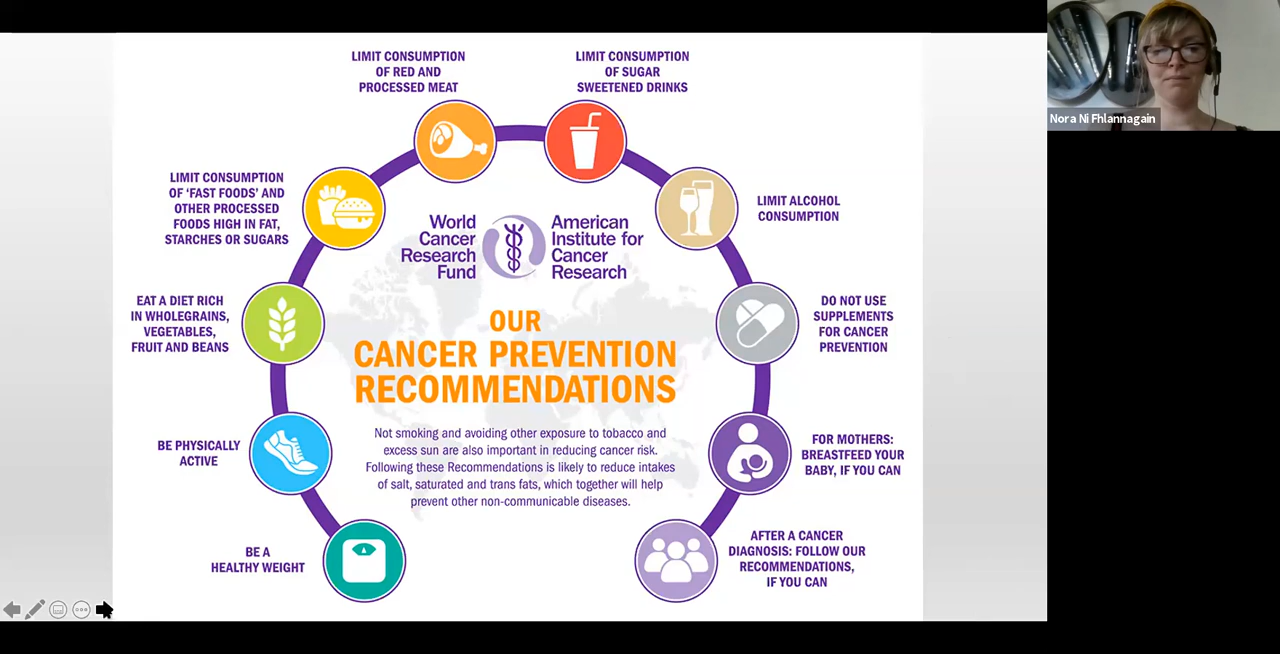 LIMIT CONSUMPTION
OF RED AND
PROCESSED MEAT
LIMIT CONSUMPTION
OF SUGAR
SWEETENED DRINKS
Nora Ni Fhlannagain
LIMIT CONSUMPTION
OF 'FAST FOODS' AND
OTHER PROCESSED
FOODS HIGH IN FAT,
STARCHES OR SUGARS
LIMIT ALCOHOL
CONSUMPTION
World
Cancer
Research
Fund
American
Institute for
Cancer
Research
EAT A DIET RICH
IN WHOLEGRAINS,
VEGETABLES,
FRUIT AND BEANS
DO NOT USE
SUPPLEMENTS
FOR CANCER
PREVENTION
OUR
CANCER PREVENTION
RECOMMENDATIONS
Not smoking and avoiding other exposure to tobacco and
excess sun are also important in reducing cancer risk.
Following these Recommendations is likely to reduce intakes
of salt, saturated and trans fats, which together will help
prevent other non-communicable diseases.
BE PHYSICALLY
ACTIVE
FOR MOTHERS:
BREASTFEED YOUR
BABY, IF YOU CAN
BE A
HEALTHY WEIGHT
AFTER A CANCER
DIAGNOSIS: FOLLOW OUR
RECOMMENDATIONS,
IF YOU CAN